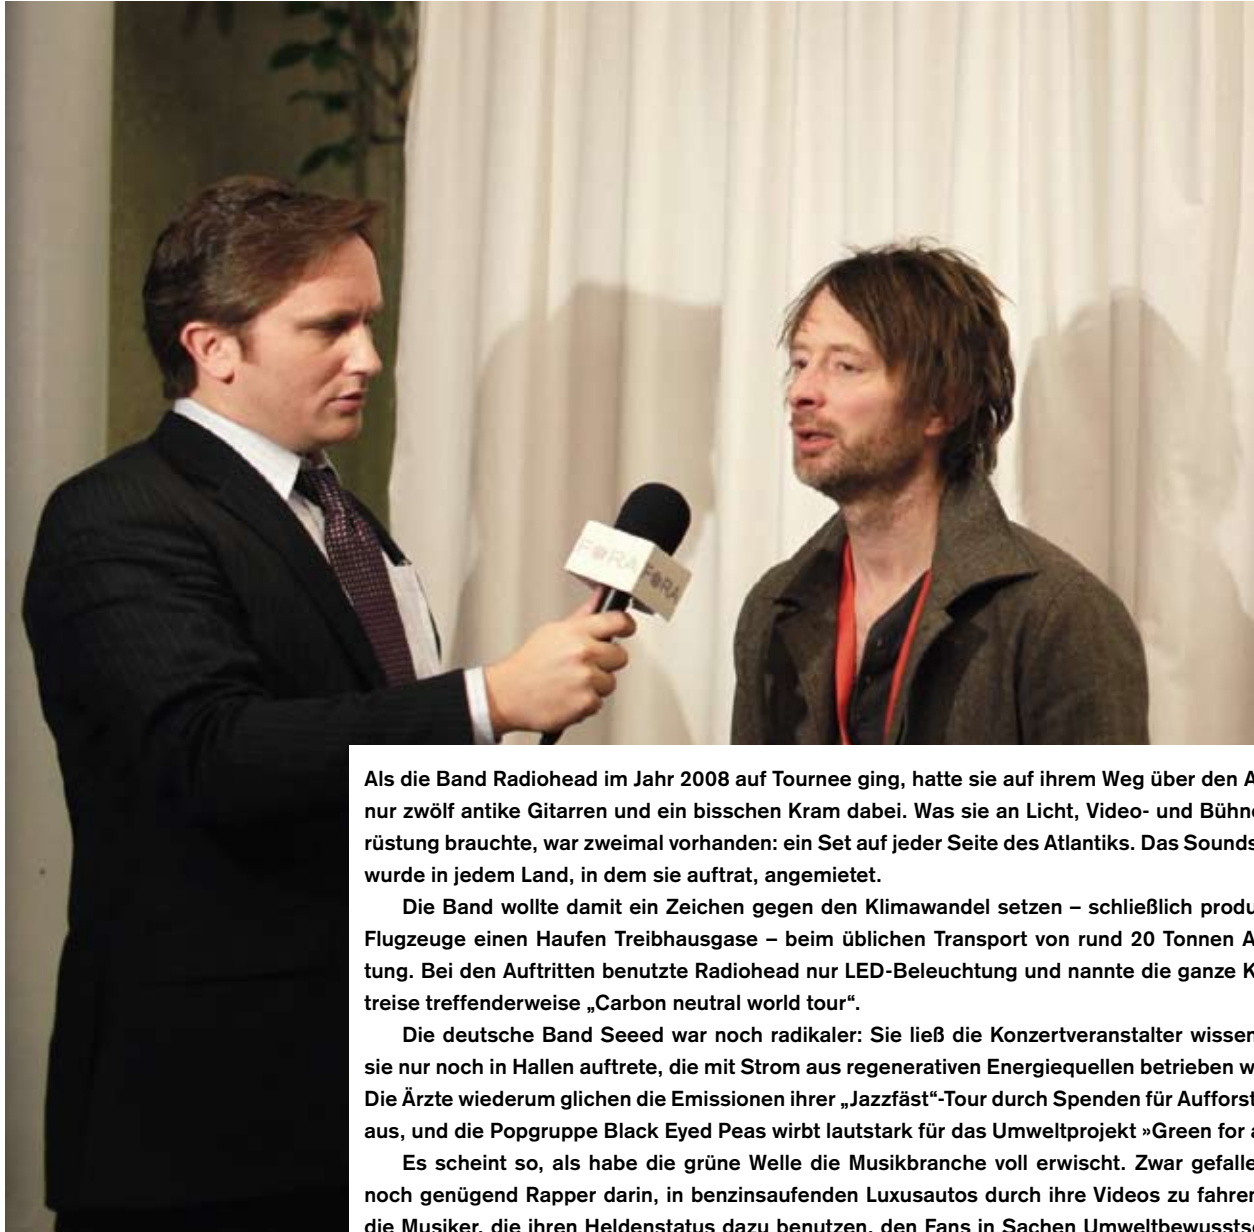 FORA
FORA
Als die Band Radiohead im Jahr 2008 auf Tournee ging, hatte sie auf ihrem Weg über den A
nur zwölf antike Gitarren und ein bisschen Kram dabei. Was sie an Licht, Video- und Bühne
rüstung brauchte, war zweimal vorhanden: ein Set auf jeder Seite des Atlantiks. Das Sounds
wurde in jedem Land, in dem sie auftrat, angemietet.
Die Band wollte damit ein Zeichen gegen den Klimawandel setzen – schließlich produ
Flugzeuge einen Haufen Treibhausgase – beim üblichen Transport von rund 20 Tonnen A
tung. Bei den Auftritten benutzte Radiohead nur LED-Beleuchtung und nannte die ganze K
treise treffenderweise „Carbon neutral world tour“.
Die deutsche Band Seeed war noch radikaler: Sie ließ die Konzertveranstalter wissen
sie nur noch in Hallen auftrete, die mit Strom aus regenerativen Energiequellen betrieben w
Die Ärzte wiederum glichen die Emissionen ihrer „Jazzfäst“-Tour durch Spenden für Aufforst
aus, und die Popgruppe Black Eyed Peas wirbt lautstark für das Umweltprojekt »Green for a
Es scheint so, als habe die grüne Welle die Musikbranche voll erwischt. Zwar gefalle
noch genügend Rapper darin, in benzinsaufenden Luxusautos durch ihre Videos zu fahren
die Musiker, die ihren Heldenstatus dazu benutzen, den Fans in Sachen Umweltbewussts